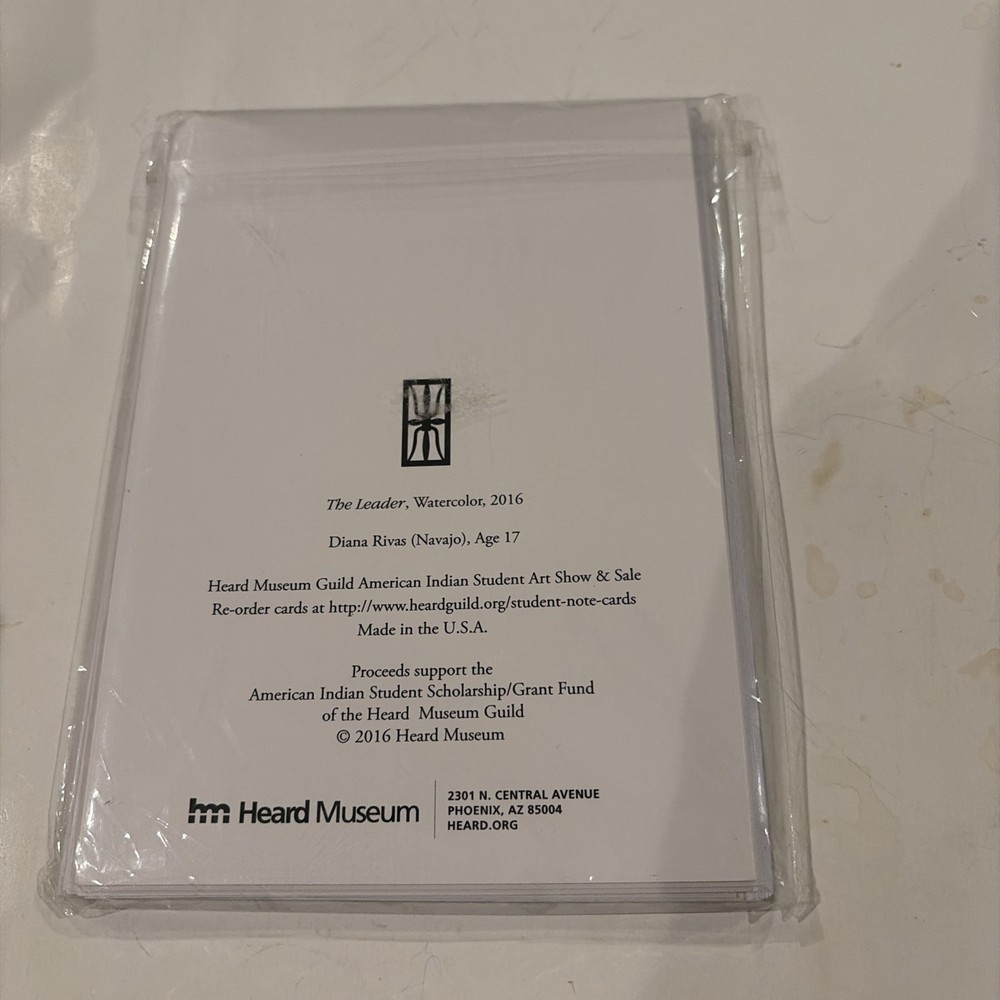 The Leader, Watercolor, 2016
Diana Rivas (Navajo), Age 17
Heard Museum Guild American Indian Student Art Show & Sale
Re-order cards at http://www.heardguild.org/student-note-cards
Made in the U.S.A.
Proceeds support the
American Indian Student Scholarship/Grant Fund
of the Heard Museum Guild
© 2016 Heard Museum
hm Heard Museum
2301 N. CENTRAL AVENUE
PHOENIX, AZ 85004
HEARD.ORG